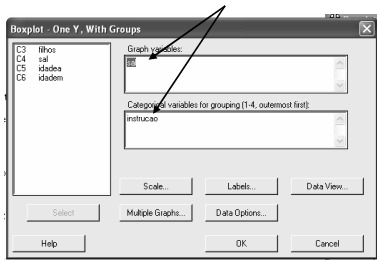 Boxplot - One Y, With Groups
C3 filhos
C4 sal
C5 idadea
C6 idadem
Graph variables:
sal
Categorical variables for grouping (1-4, outermost first):
instrucao
Scale...
Labels...
Data View...
Select
Multiple Graphs...
Data Options...
Help
OK
Cancel